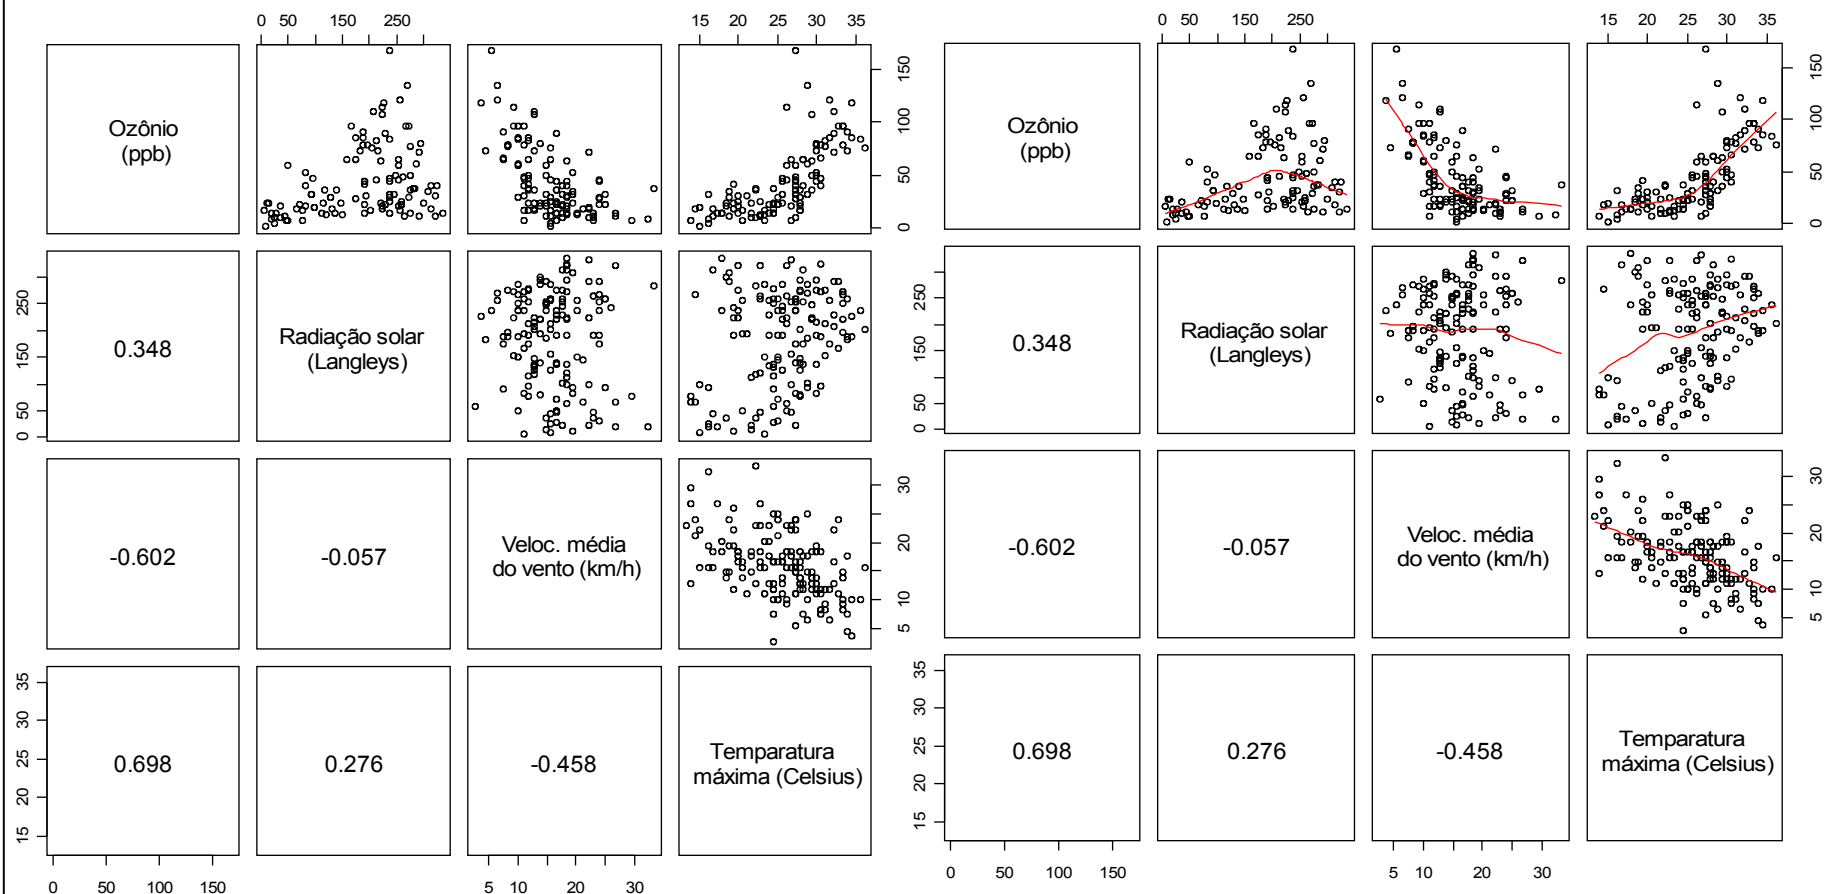 0 50 150 250
15 20 25 30 35
Ozônio
(ppb)
0 50 100 150
0 50 150 250
0.348
Radiação solar
(Langleys)
-0.602
-0.057
Veloc. média
do vento (km/h)
5 10 20 30
15 20 25 30 35
0.698
0.276
-0.458
Temparatura
máxima (Celsius)
0 50 100 150
5 10 20 30
0 50 150 250
15 20 25 30 35
Ozônio
(ppb)
0 50 100 150
0 50 150 250
0.348
Radiação solar
(Langleys)
-0.602
-0.057
Veloc. média
do vento (km/h)
5 10 20 30
15 20 25 30 35
0.698
0.276
-0.458
Temparatura
máxima (Celsius)
0 50 100 150
5 10 20 30